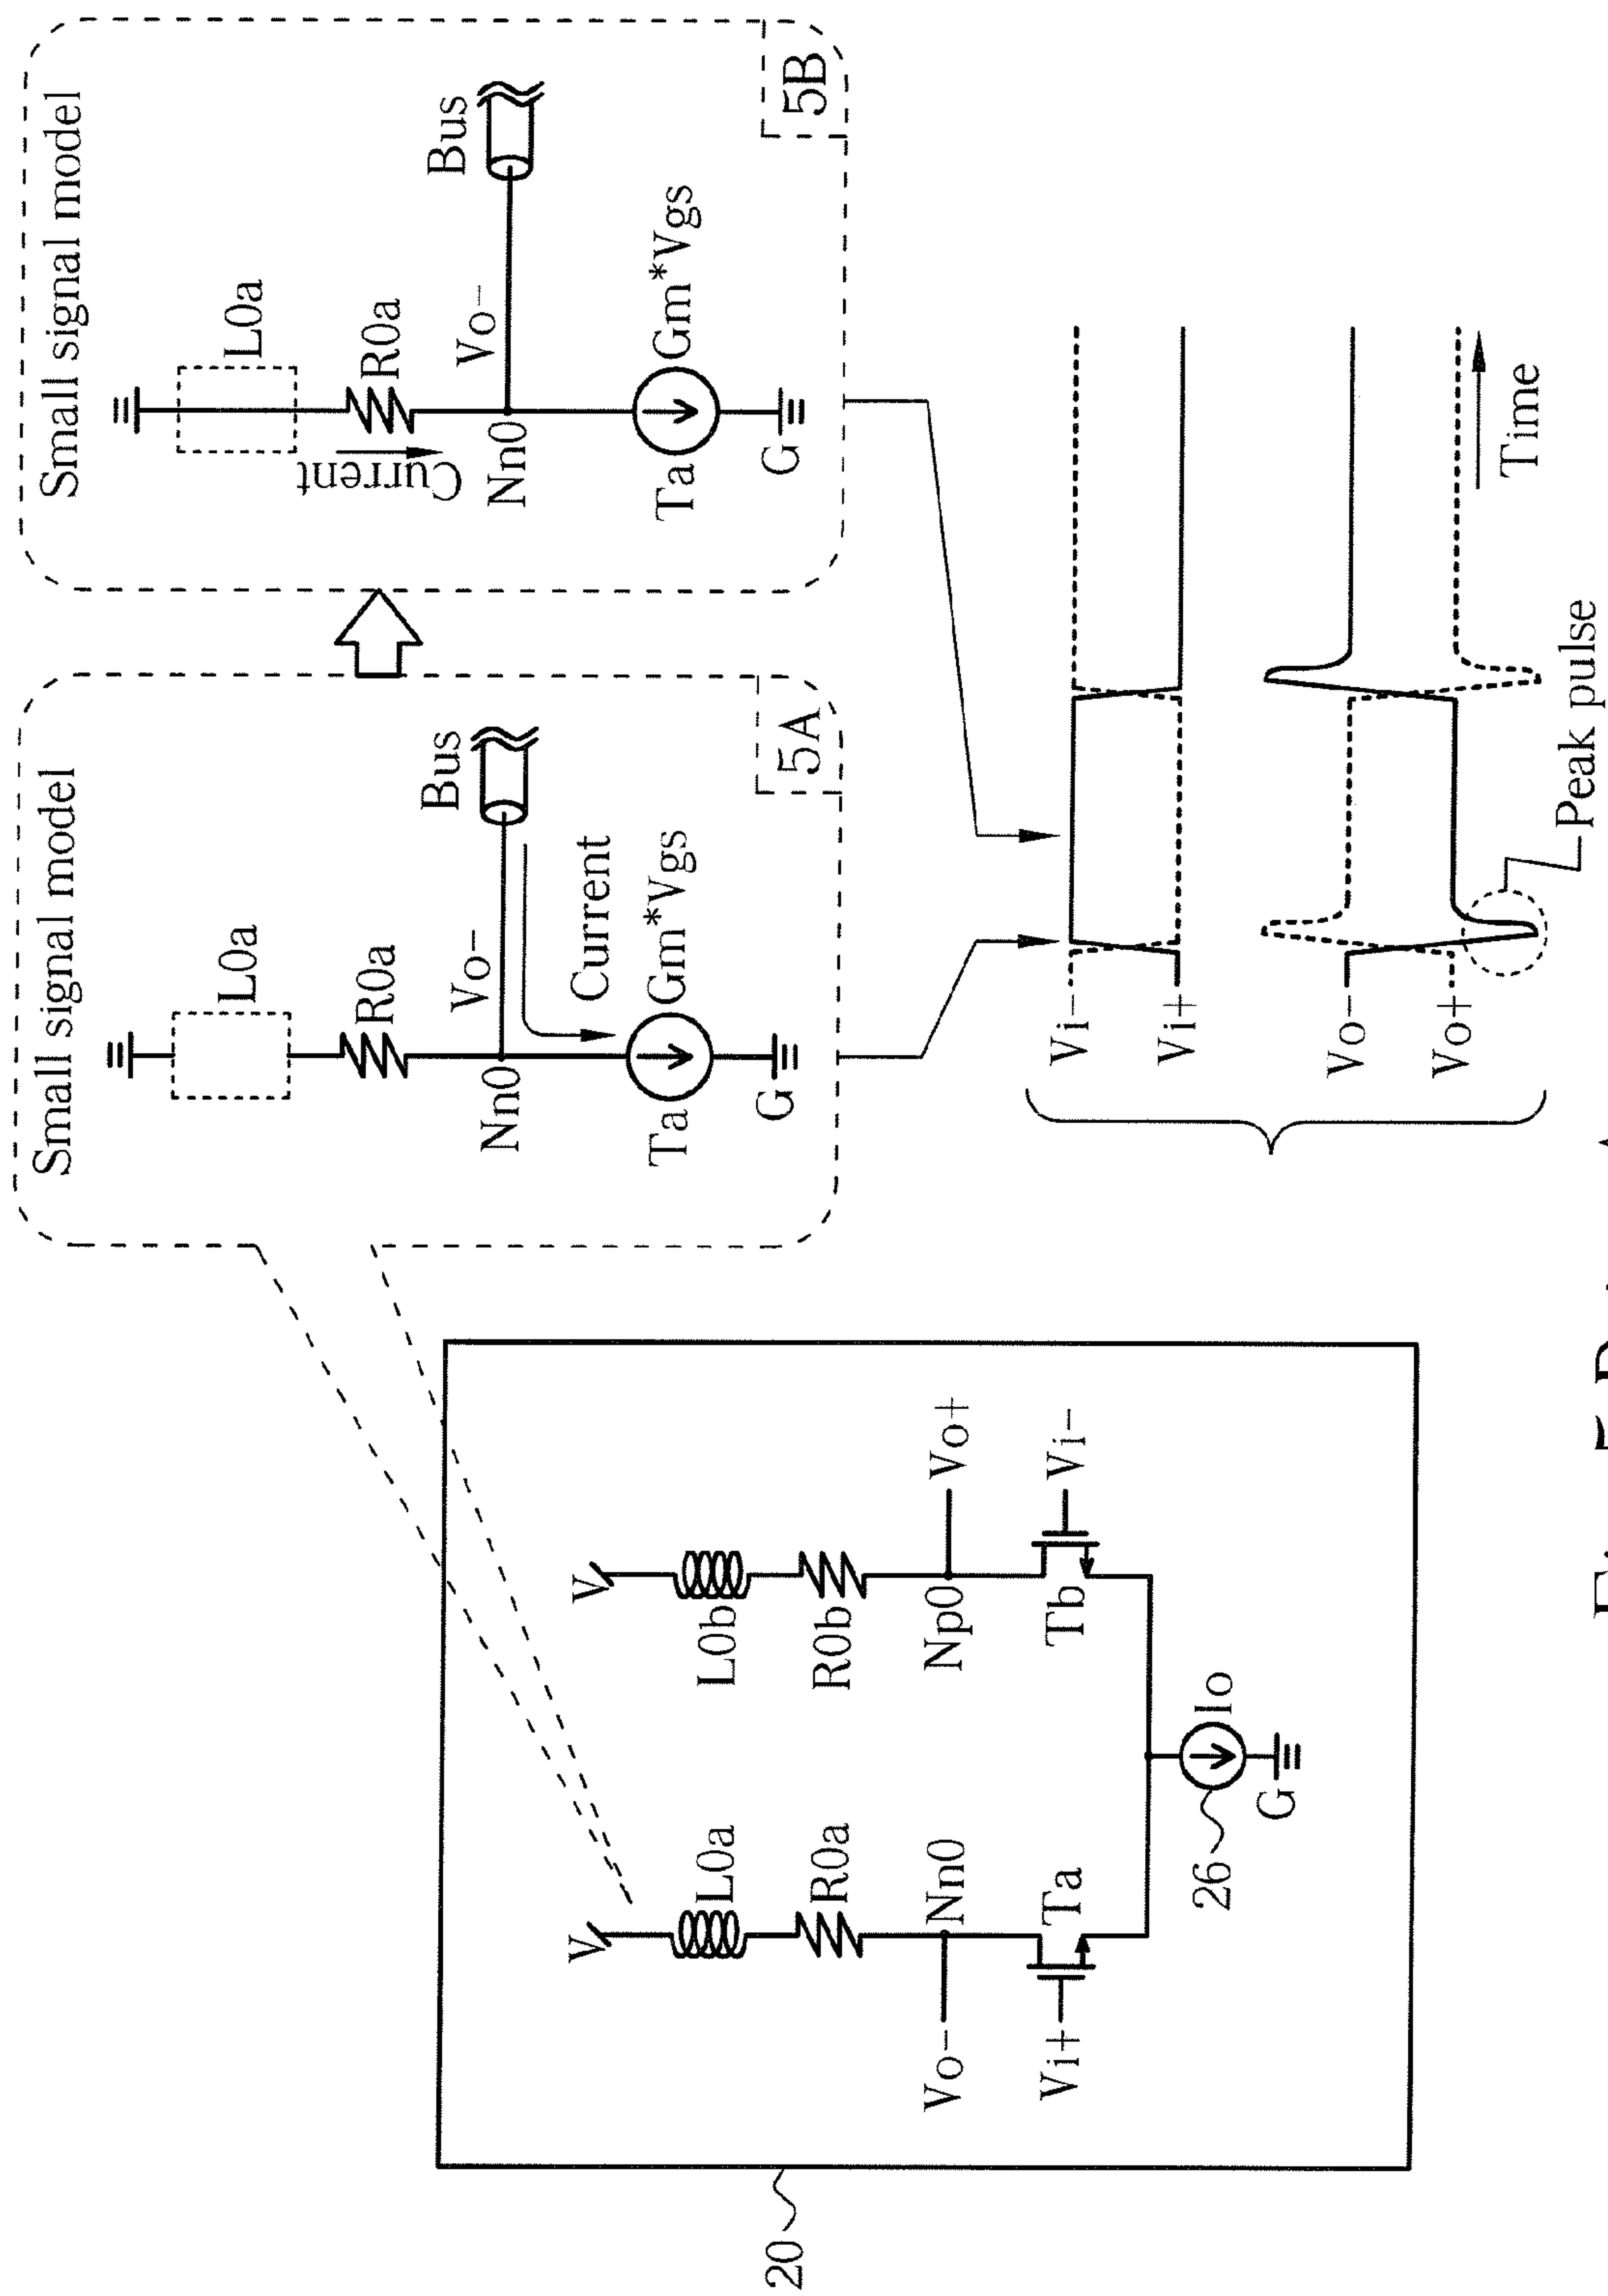 Small signal model
L0a
R0a
Vo−
Bus
Nn0
Current
Ta
Gm*Vgs
G
5A
Small signal model
L0a
R0a
Current
Vo−
Bus
Nn0
Ta
Gm*Vgs
G
5B
20
V
L0a
R0a
Vo−
Nn0
Vi+
Ta
V
L0b
R0b
Np0
Vo+
Tb
Vi−
26
Io
G
Vi−
Vi+
Vo−
Vo+
Time
Peak pulse